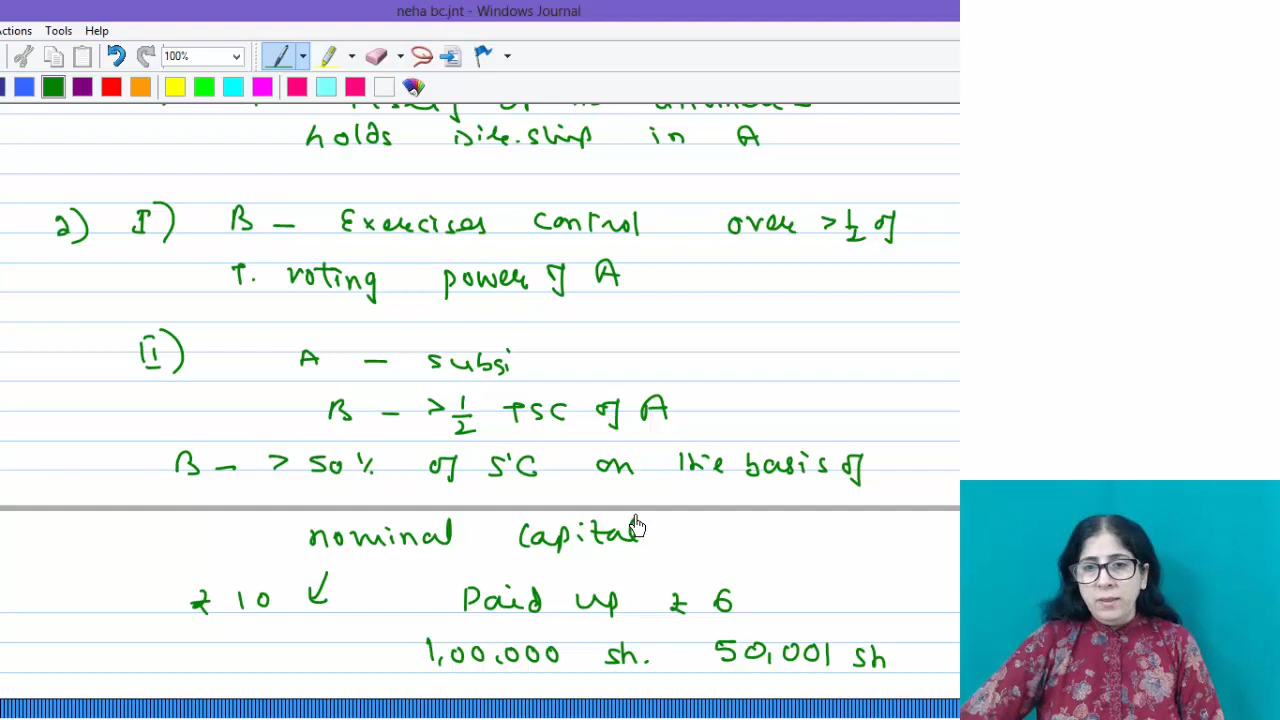 neha bc.jnt - Windows Journal
Actions Tools Help
100%
holds Dire.ship in A
2) I) B - Exercises control over > 1/2 of
T. voting power of A
II) A - subsi
B - > 1/2 TSC of A
B - > 50% of SC on the basis of
nominal capital
₹ 10 ↙ Paid up ₹ 6
1,00,000 sh. 50,001 sh